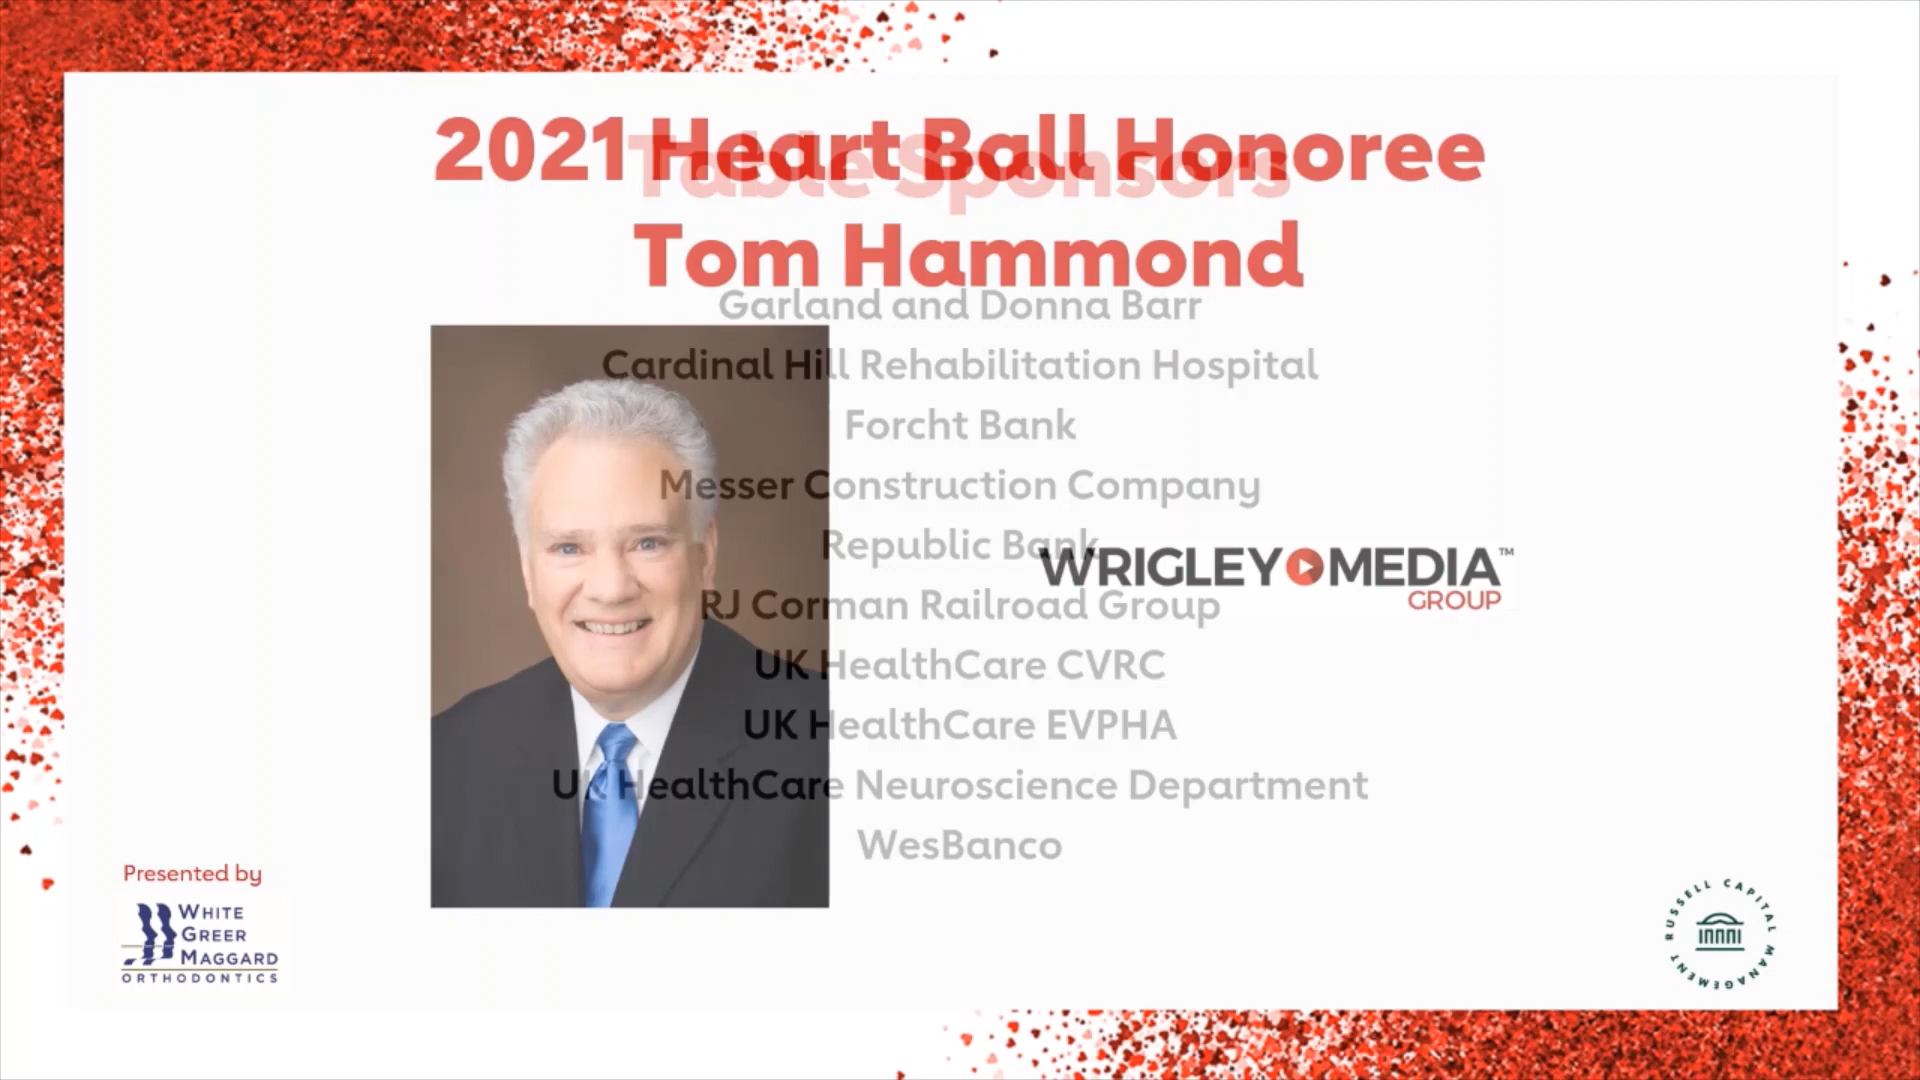 2021 Heart Ball Honoree
Tom Hammond
Table Sponsors
Garland and Donna Barr
Cardinal Hill Rehabilitation Hospital
Forcht Bank
Messer Construction Company
Republic Bank
RJ Corman Railroad Group
UK HealthCare CVRC
UK HealthCare EVPHA
UK HealthCare Neuroscience Department
WesBanco
WRIGLEY MEDIA™
GROUP
Presented by
WHITE
GREER
MAGGARD
ORTHODONTICS
RUSSELL CAPITAL MANAGEMENT